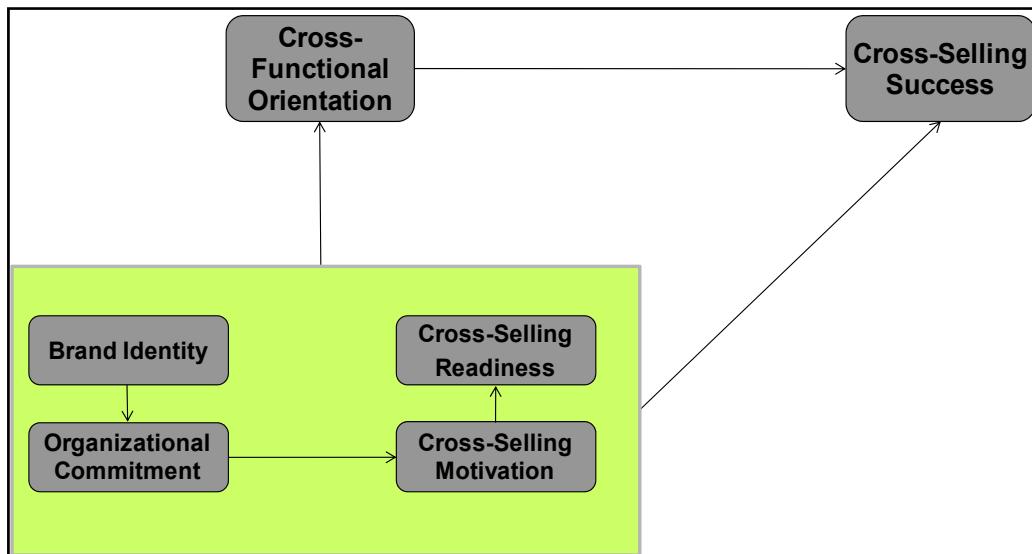 Cross-
Functional
Orientation
Cross-Selling
Success
Brand Identity
Cross-Selling
Readiness
Organizational
Commitment
Cross-Selling
Motivation